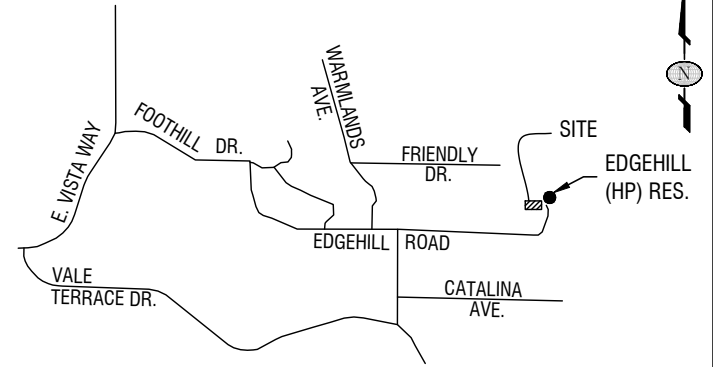 N
WARMLANDS
AVE.
FOOTHILL
DR.
SITE
FRIENDLY
DR.
EDGEHILL
(HP) RES.
E. VISTA WAY
EDGEHILL ROAD
VALE
TERRACE DR.
CATALINA
AVE.